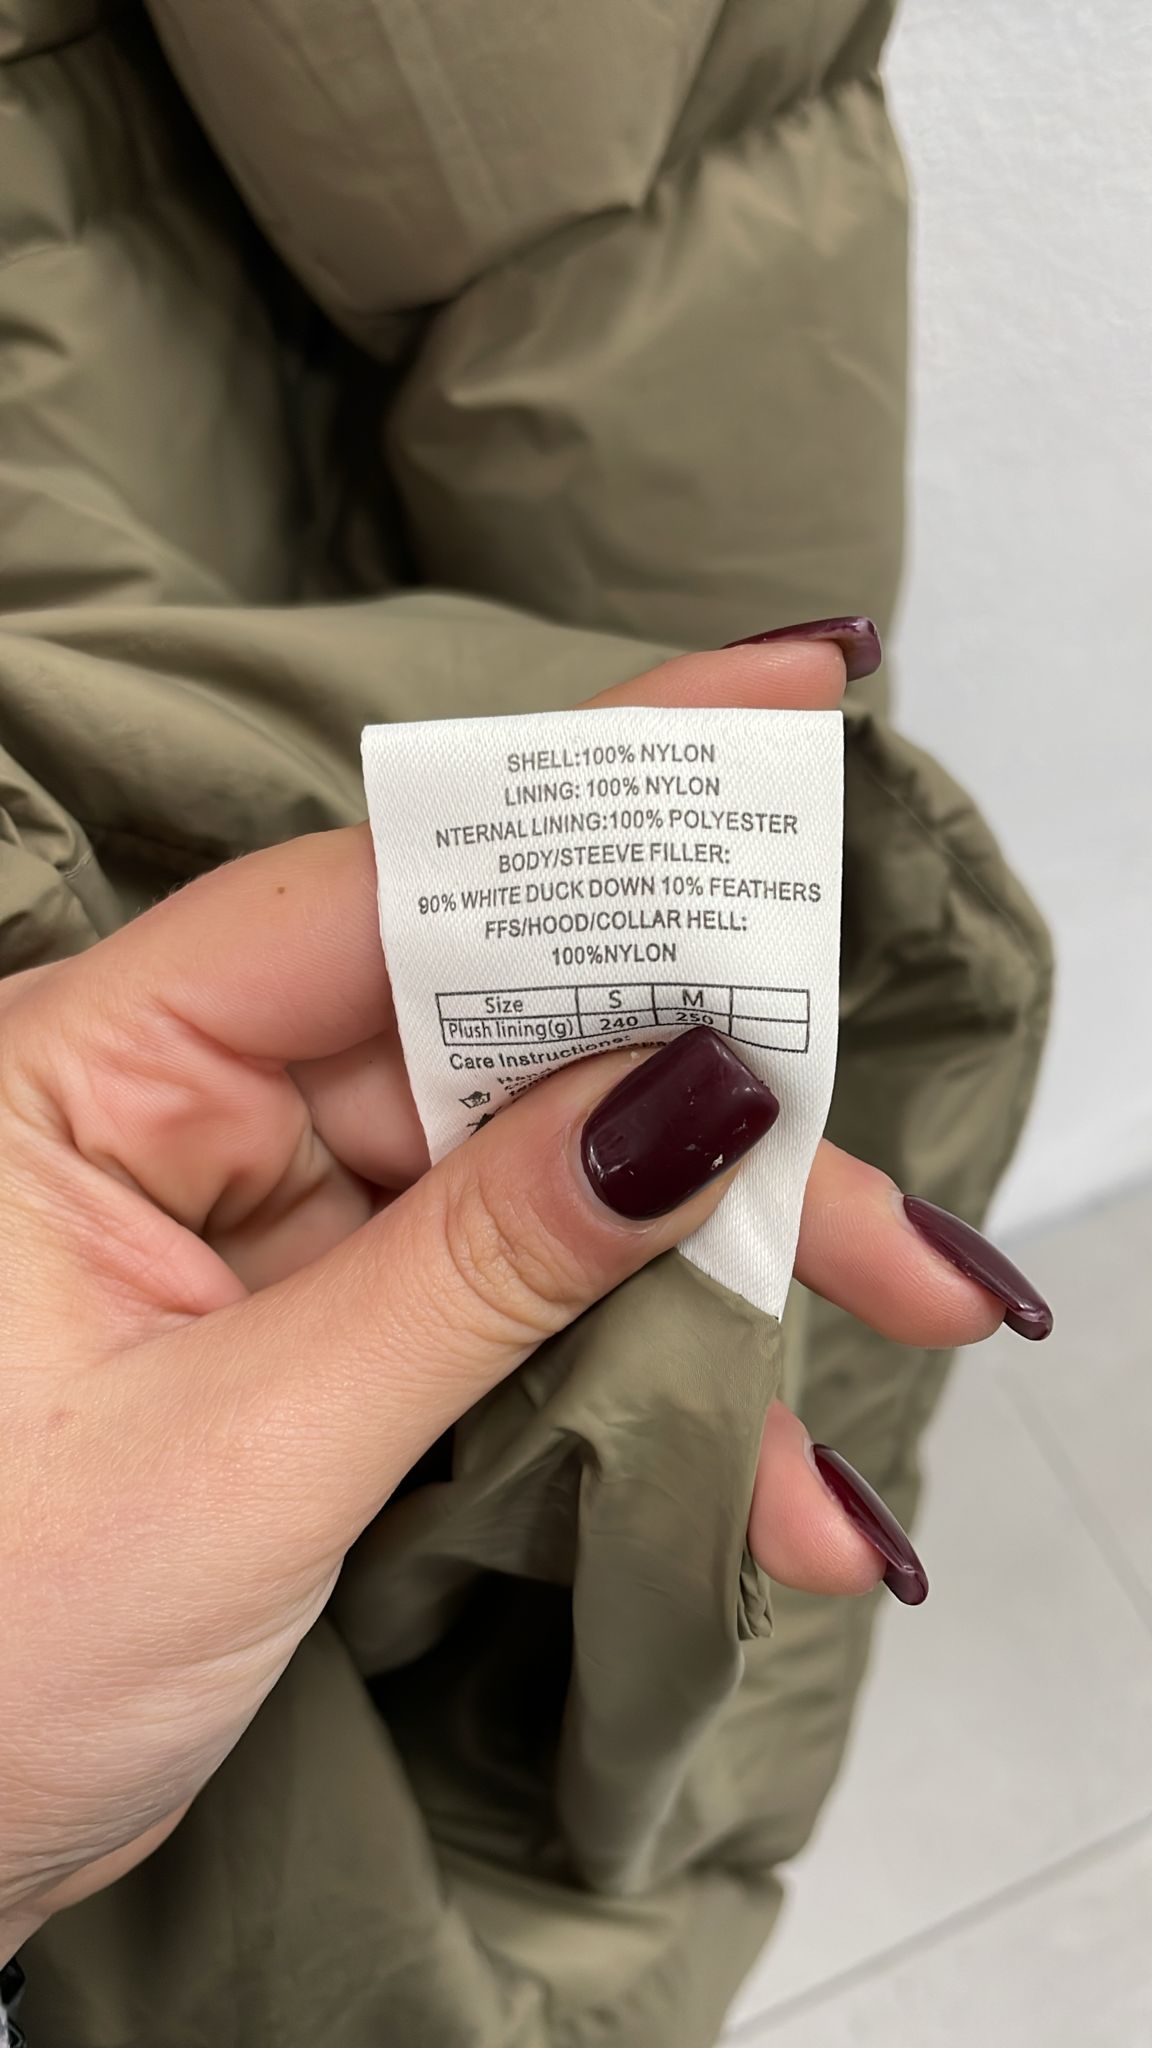 SHELL:100% NYLON
LINING: 100% NYLON
NTERNAL LINING:100% POLYESTER
BODY/STEEVE FILLER:
90% WHITE DUCK DOWN 10% FEATHERS
FFS/HOOD/COLLAR HELL:
100%NYLON
Size S M
Plush lining(g) 240 250
Care Instructions: